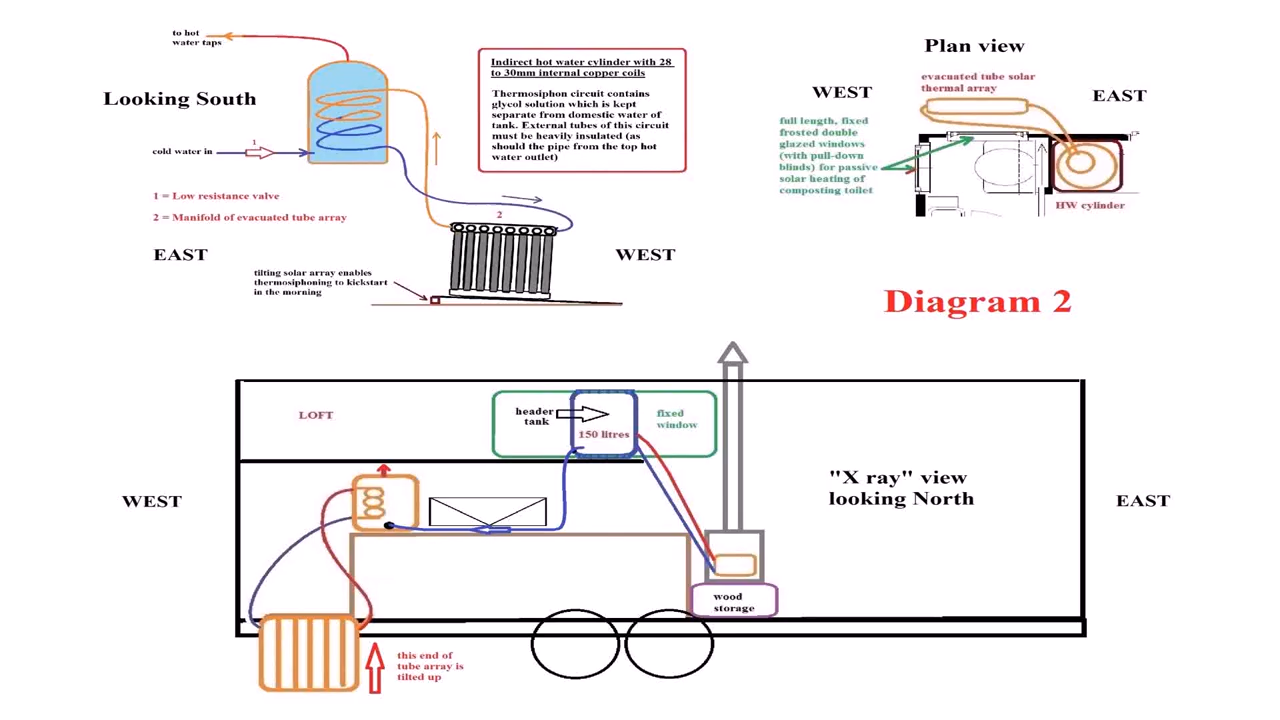 to hot
water taps
Looking South
cold water in
1
1 = Low resistance valve
2 = Manifold of evacuated tube array
EAST
WEST
2
tilting solar array enables
thermosiphoning to kickstart
in the morning
Indirect hot water cylinder with 28
to 30mm internal copper coils
Thermosiphon circuit contains
glycol solution which is kept
separate from domestic water of
tank. External tubes of this circuit
must be heavily insulated (as
should the pipe from the top hot
water outlet)
Plan view
evacuated tube solar
thermal array
WEST
EAST
full length, fixed
frosted double
glazed windows
(with pull-down
blinds) for passive
solar heating of
composting toilet
HW cylinder
Diagram 2
LOFT
header
tank
150 litres
fixed
window
"X ray" view
looking North
WEST
EAST
wood
storage
this end of
tube array is
tilted up